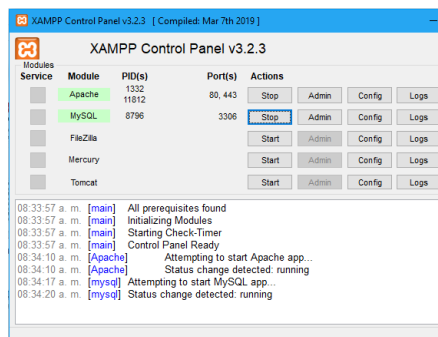 XAMPP Control Panel v3.2.3 [ Compiled: Mar 7th 2019 ]
XAMPP Control Panel v3.2.3
Modules
Service Module PID(s) Port(s) Actions
Apache 1332 11812 80, 443 Stop Admin Config Logs
MySQL 8796 3306 Stop Admin Config Logs
FileZilla Start Admin Config Logs
Mercury Start Admin Config Logs
Tomcat Start Admin Config Logs
08:33:57 a. m. [main] All prerequisites found
08:33:57 a. m. [main] Initializing Modules
08:33:57 a. m. [main] Starting Check-Timer
08:33:57 a. m. [main] Control Panel Ready
08:34:10 a. m. [Apache] Attempting to start Apache app...
08:34:10 a. m. [Apache] Status change detected: running
08:34:17 a. m. [mysql] Attempting to start MySQL app...
08:34:20 a. m. [mysql] Status change detected: running